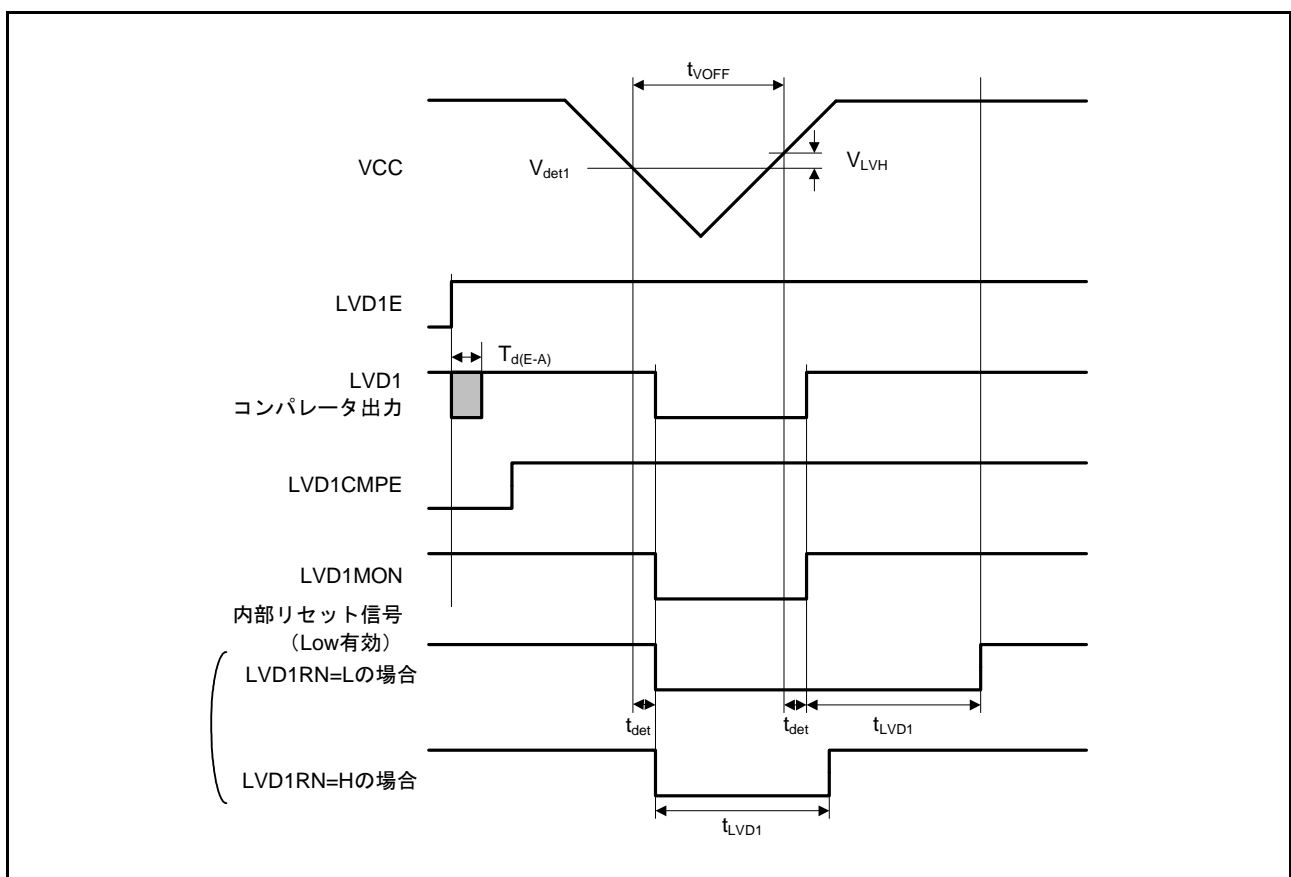 tVOFF
VCC
Vdet1
VLVH
LVD1E
Td(E-A)
LVD1
コンパレータ出力
LVD1CMPE
LVD1MON
内部リセット信号
（Low有効）
LVD1RN=Lの場合
tdet
tdet
tLVD1
LVD1RN=Hの場合
tLVD1